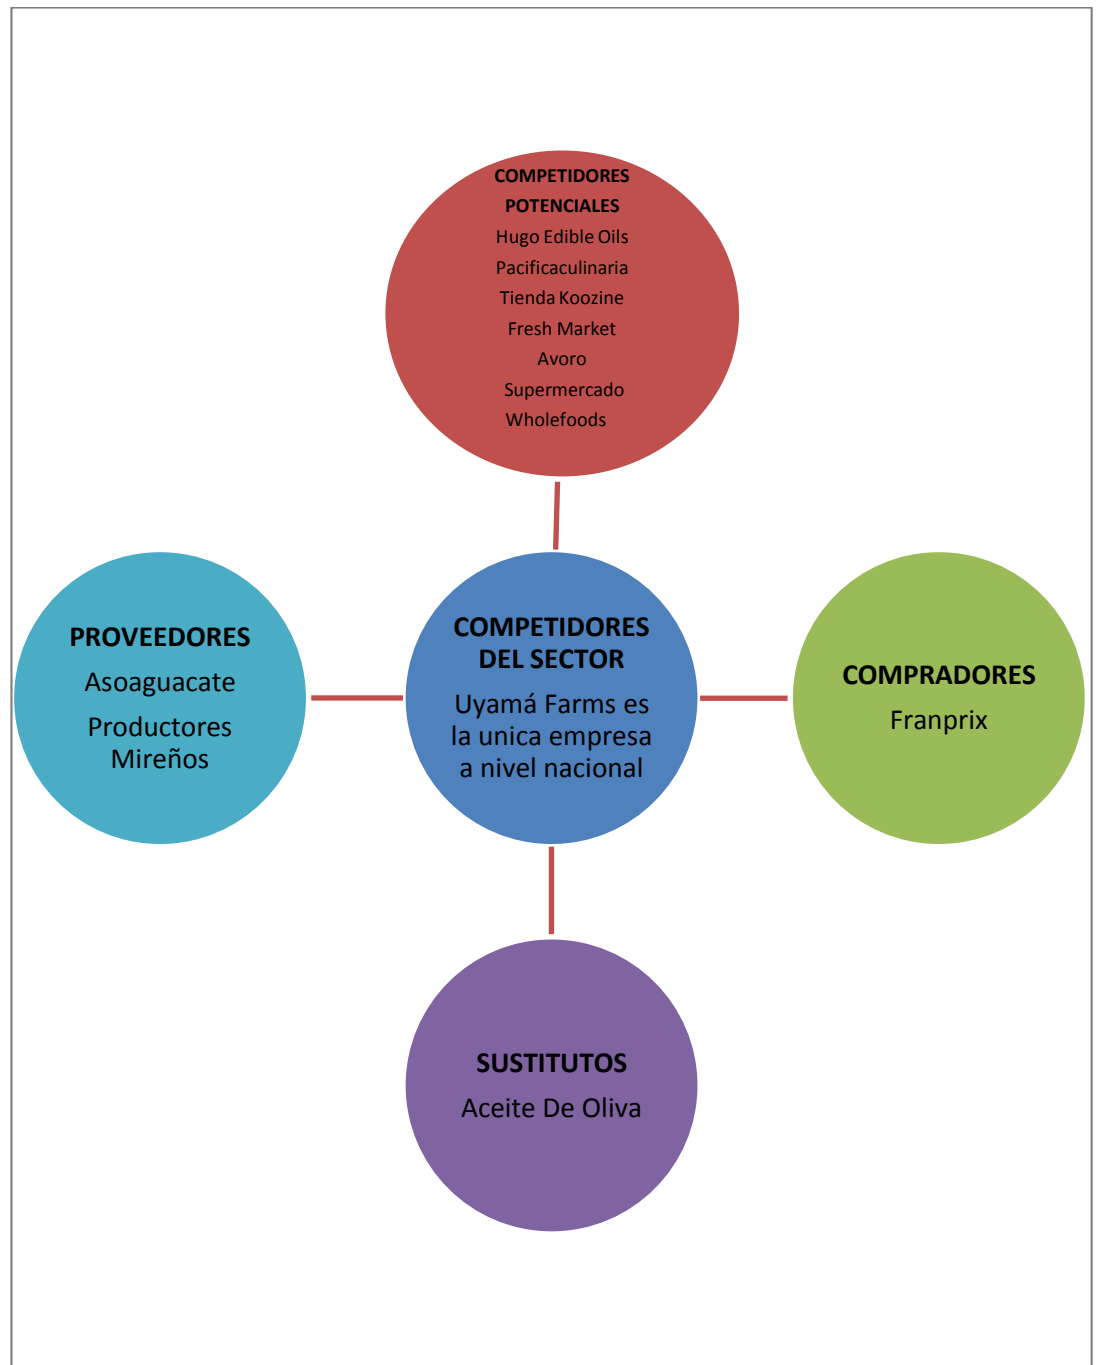 COMPETIDORES
POTENCIALES
Hugo Edible Oils
Pacificaculinaria
Tienda Koozine
Fresh Market
Avoro
Supermercado
Wholefoods
PROVEEDORES
Asoaguacate
Productores
Mireños
COMPETIDORES
DEL SECTOR
Uyamá Farms es
la unica empresa
a nivel nacional
COMPRADORES
Franprix
SUSTITUTOS
Aceite De Oliva